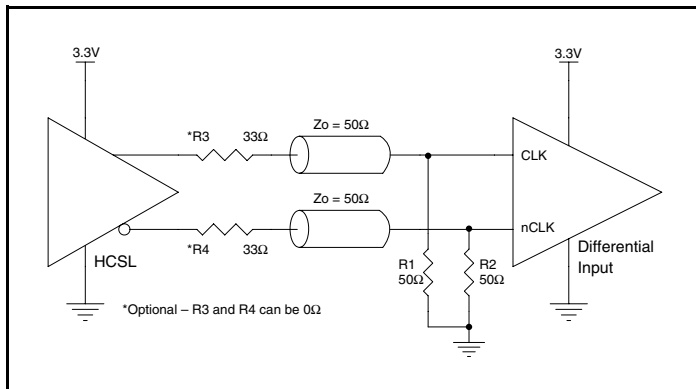 3.3V
3.3V
*R3 33Ω
Zo = 50Ω
CLK
Zo = 50Ω
*R4 33Ω
nCLK
HCSL
R1
50Ω
R2
50Ω
Differential
Input
*Optional – R3 and R4 can be 0Ω